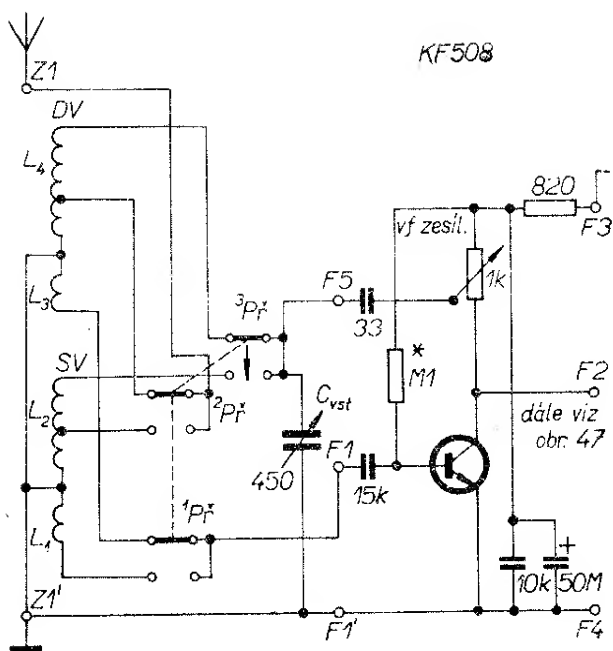 Z1
KF508
DV
L4
820
F3
vf zesil.
1k
F5
33
L3
³Př
*
M1
SV
F2
²Př
dále viz
obr. 47
L2
Cvst
450
F1
15k
¹Př
L1
+
10k
50M
Z1'
F1'
F4